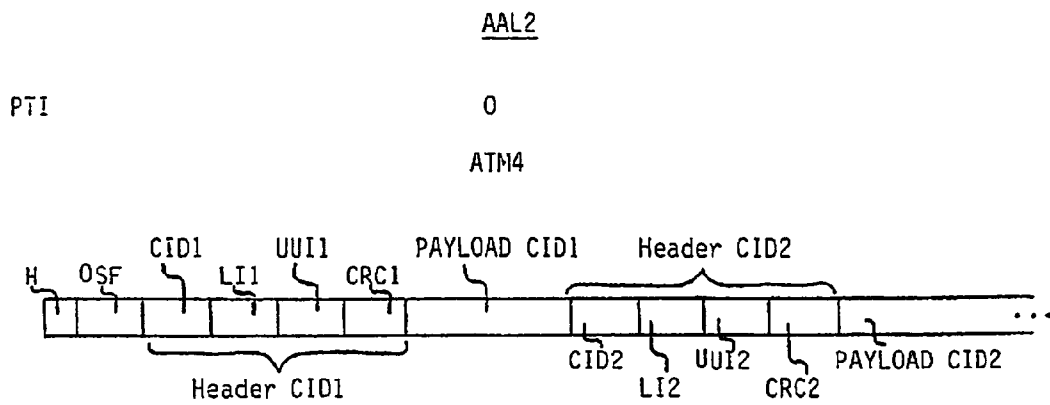 AAL2
PTI 0
ATM4
H OSF CID1 LI1 UUI1 CRC1 PAYLOAD CID1 Header CID2
...
Header CID1 CID2 LI2 UUI2 CRC2 PAYLOAD CID2